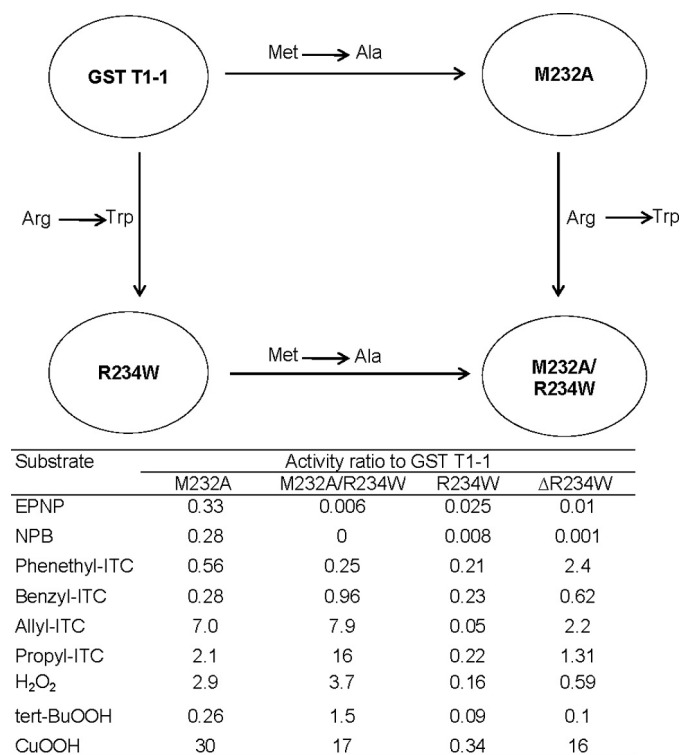 GST T1-1
Met → Ala
M232A
Arg → Trp
Arg → Trp
R234W
Met → Ala
M232A/
R234W
Substrate Activity ratio to GST T1-1
M232A M232A/R234W R234W ΔR234W
EPNP 0.33 0.006 0.025 0.01
NPB 0.28 0 0.008 0.001
Phenethyl-ITC 0.56 0.25 0.21 2.4
Benzyl-ITC 0.28 0.96 0.23 0.62
Allyl-ITC 7.0 7.9 0.05 2.2
Propyl-ITC 2.1 16 0.22 1.31
H₂O₂ 2.9 3.7 0.16 0.59
tert-BuOOH 0.26 1.5 0.09 0.1
CuOOH 30 17 0.34 16